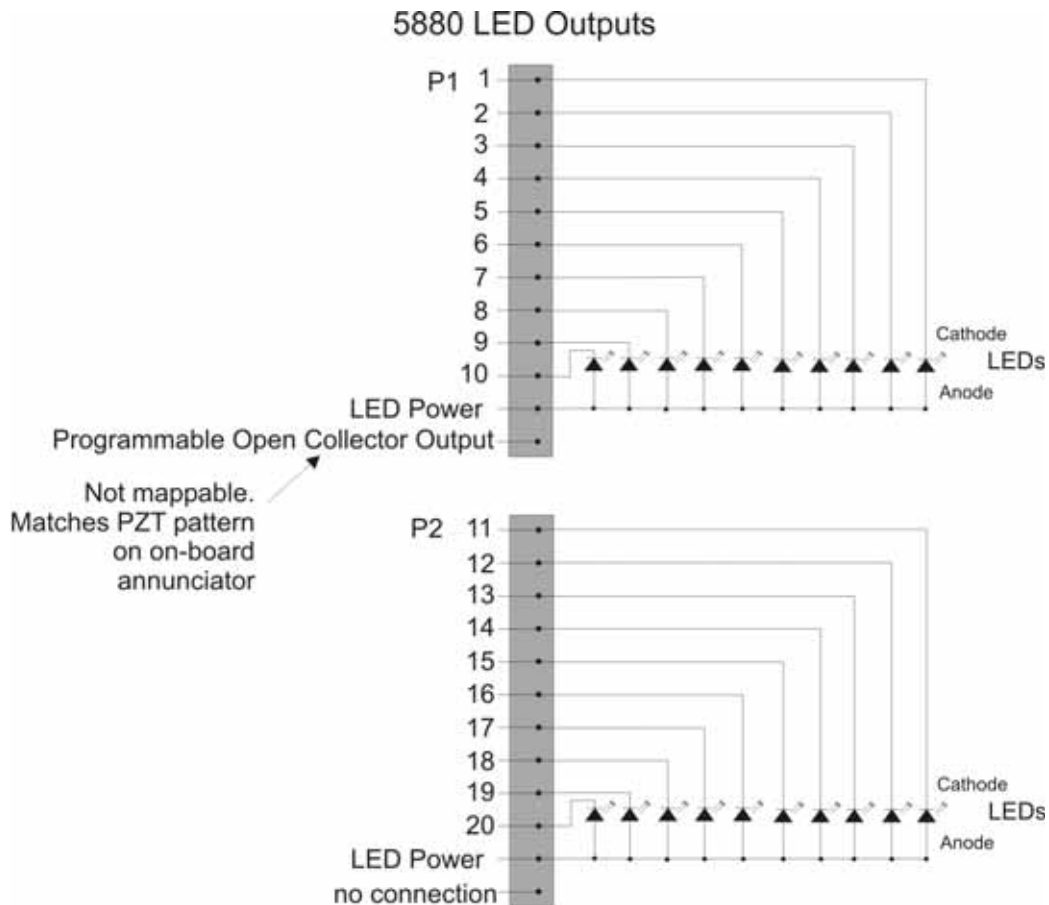 5880 LED Outputs
P1 1
2
3
4
5
6
7
8
9
10
Cathode
LEDs
Anode
LED Power
Programmable Open Collector Output
Not mappable.
Matches PZT pattern
on on-board
annunciator
P2 11
12
13
14
15
16
17
18
19
20
Cathode
LEDs
Anode
LED Power
no connection